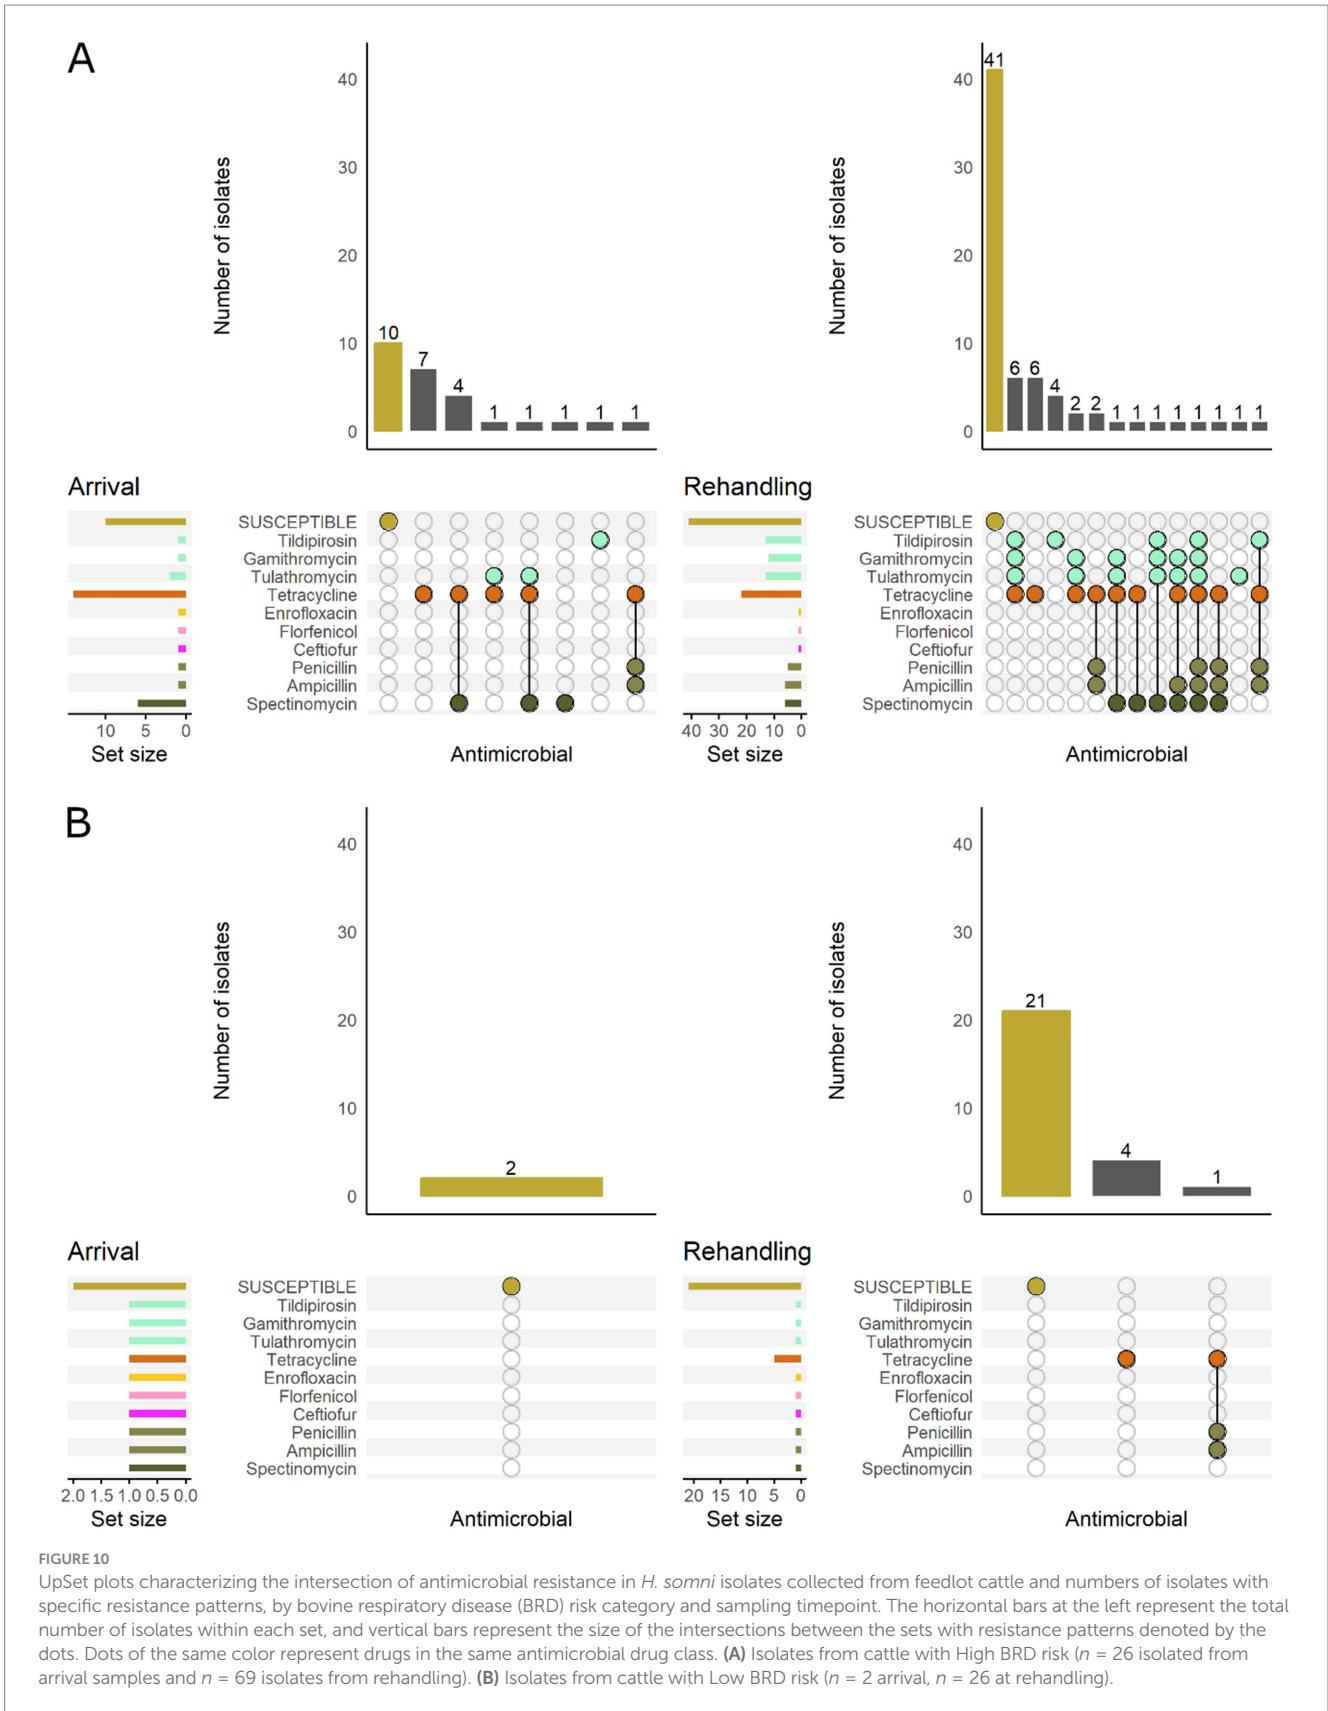 A
Number of isolates
40
30
20
10
0
10
7
4
1
1
1
1
1
Number of isolates
40
30
20
10
0
41
6
6
4
2
2
1
1
1
1
1
1
1
1
Arrival
SUSCEPTIBLE
Tildipirosin
Gamithromycin
Tulathromycin
Tetracycline
Enrofloxacin
Florfenicol
Ceftiofur
Penicillin
Ampicillin
Spectinomycin
10 5 0
Set size
Antimicrobial
Rehandling
SUSCEPTIBLE
Tildipirosin
Gamithromycin
Tulathromycin
Tetracycline
Enrofloxacin
Florfenicol
Ceftiofur
Penicillin
Ampicillin
Spectinomycin
40 30 20 10 0
Set size
Antimicrobial
B
Number of isolates
40
30
20
10
0
2
Number of isolates
40
30
20
10
0
21
4
1
Arrival
SUSCEPTIBLE
Tildipirosin
Gamithromycin
Tulathromycin
Tetracycline
Enrofloxacin
Florfenicol
Ceftiofur
Penicillin
Ampicillin
Spectinomycin
2.0 1.5 1.0 0.5 0.0
Set size
Antimicrobial
Rehandling
SUSCEPTIBLE
Tildipirosin
Gamithromycin
Tulathromycin
Tetracycline
Enrofloxacin
Florfenicol
Ceftiofur
Penicillin
Ampicillin
Spectinomycin
20 15 10 5 0
Set size
Antimicrobial
FIGURE 10
UpSet plots characterizing the intersection of antimicrobial resistance in H. somni isolates collected from feedlot cattle and numbers of isolates with
specific resistance patterns, by bovine respiratory disease (BRD) risk category and sampling timepoint. The horizontal bars at the left represent the total
number of isolates within each set, and vertical bars represent the size of the intersections between the sets with resistance patterns denoted by the
dots. Dots of the same color represent drugs in the same antimicrobial drug class. (A) Isolates from cattle with High BRD risk (n = 26 isolated from
arrival samples and n = 69 isolates from rehandling). (B) Isolates from cattle with Low BRD risk (n = 2 arrival, n = 26 at rehandling).